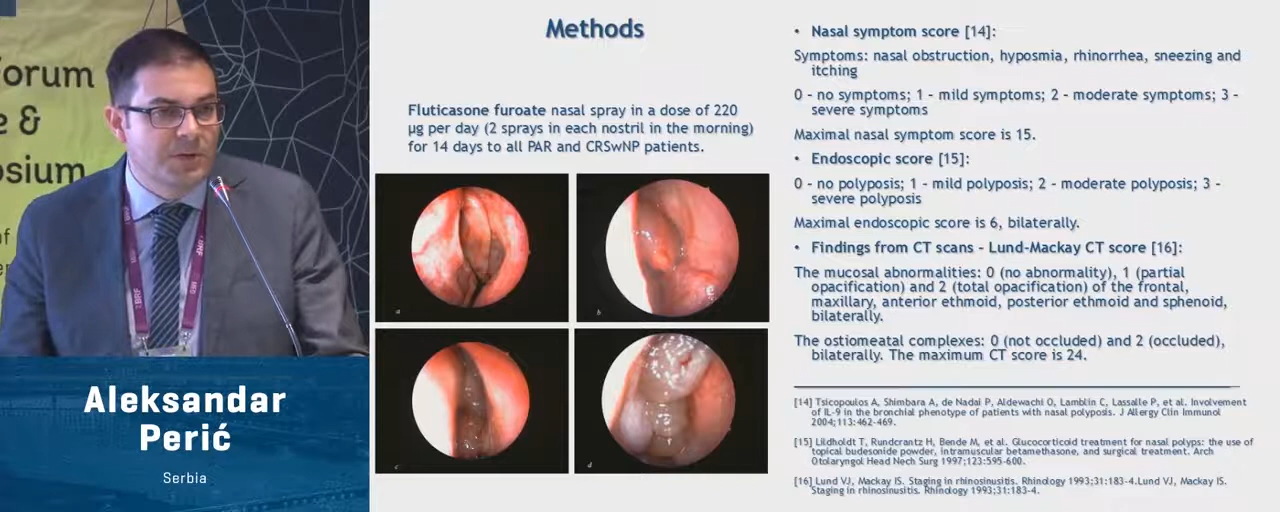 Forum
e &
osium
of
BRF
Aleksandar
Perić
Serbia
Methods
Fluticasone furoate nasal spray in a dose of 220
µg per day (2 sprays in each nostril in the morning)
for 14 days to all PAR and CRSwNP patients.
a
b
c
d
• Nasal symptom score [14]:
Symptoms: nasal obstruction, hyposmia, rhinorrhea, sneezing and
itching
0 – no symptoms; 1 – mild symptoms; 2 – moderate symptoms; 3 –
severe symptoms
Maximal nasal symptom score is 15.
• Endoscopic score [15]:
0 – no polyposis; 1 – mild polyposis; 2 – moderate polyposis; 3 –
severe polyposis
Maximal endoscopic score is 6, bilaterally.
• Findings from CT scans – Lund-Mackay CT score [16]:
The mucosal abnormalities: 0 (no abnormality), 1 (partial
opacification) and 2 (total opacification) of the frontal,
maxillary, anterior ethmoid, posterior ethmoid and sphenoid,
bilaterally.
The ostiomeatal complexes: 0 (not occluded) and 2 (occluded),
bilaterally. The maximum CT score is 24.
[14] Tsicopoulos A, Shimbara A, de Nadai P, Aldewachi O, Lamblin C, Lassalle P, et al. Involvement
of IL-9 in the bronchial phenotype of patients with nasal polyposis. J Allergy Clin Immunol
2004;113:462-469.
[15] Lildholdt T, Rundcrantz H, Bende M, et al. Glucocorticoid treatment for nasal polyps: the use of
topical budesonide powder, intramuscular betamethasone, and surgical treatment. Arch
Otolaryngol Head Nech Surg 1997;123:595-600.
[16] Lund VJ, Mackay IS. Staging in rhinosinusitis. Rhinology 1993;31:183-4.Lund VJ, Mackay IS.
Staging in rhinosinusitis. Rhinology 1993;31:183-4.